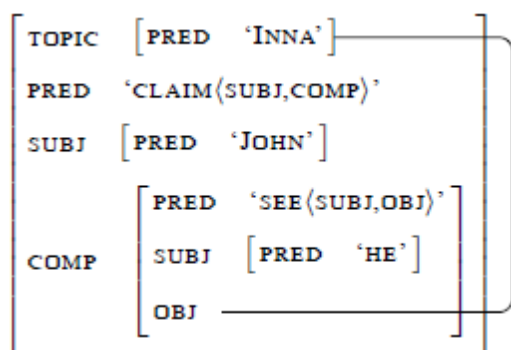 TOPIC [PRED ‘INNA’]
PRED ‘CLAIM⟨SUBJ,COMP⟩’
SUBJ [PRED ‘JOHN’]
PRED ‘SEE⟨SUBJ,OBJ⟩’
COMP SUBJ [PRED ‘HE’]
OBJ